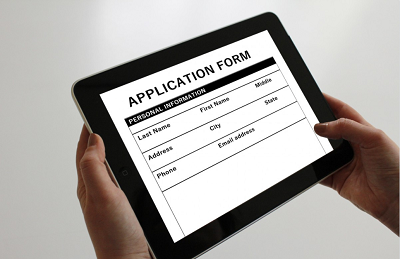 APPLICATION FORM
PERSONAL INFORMATION
Last Name First Name Middle
Address City State
Phone Email address